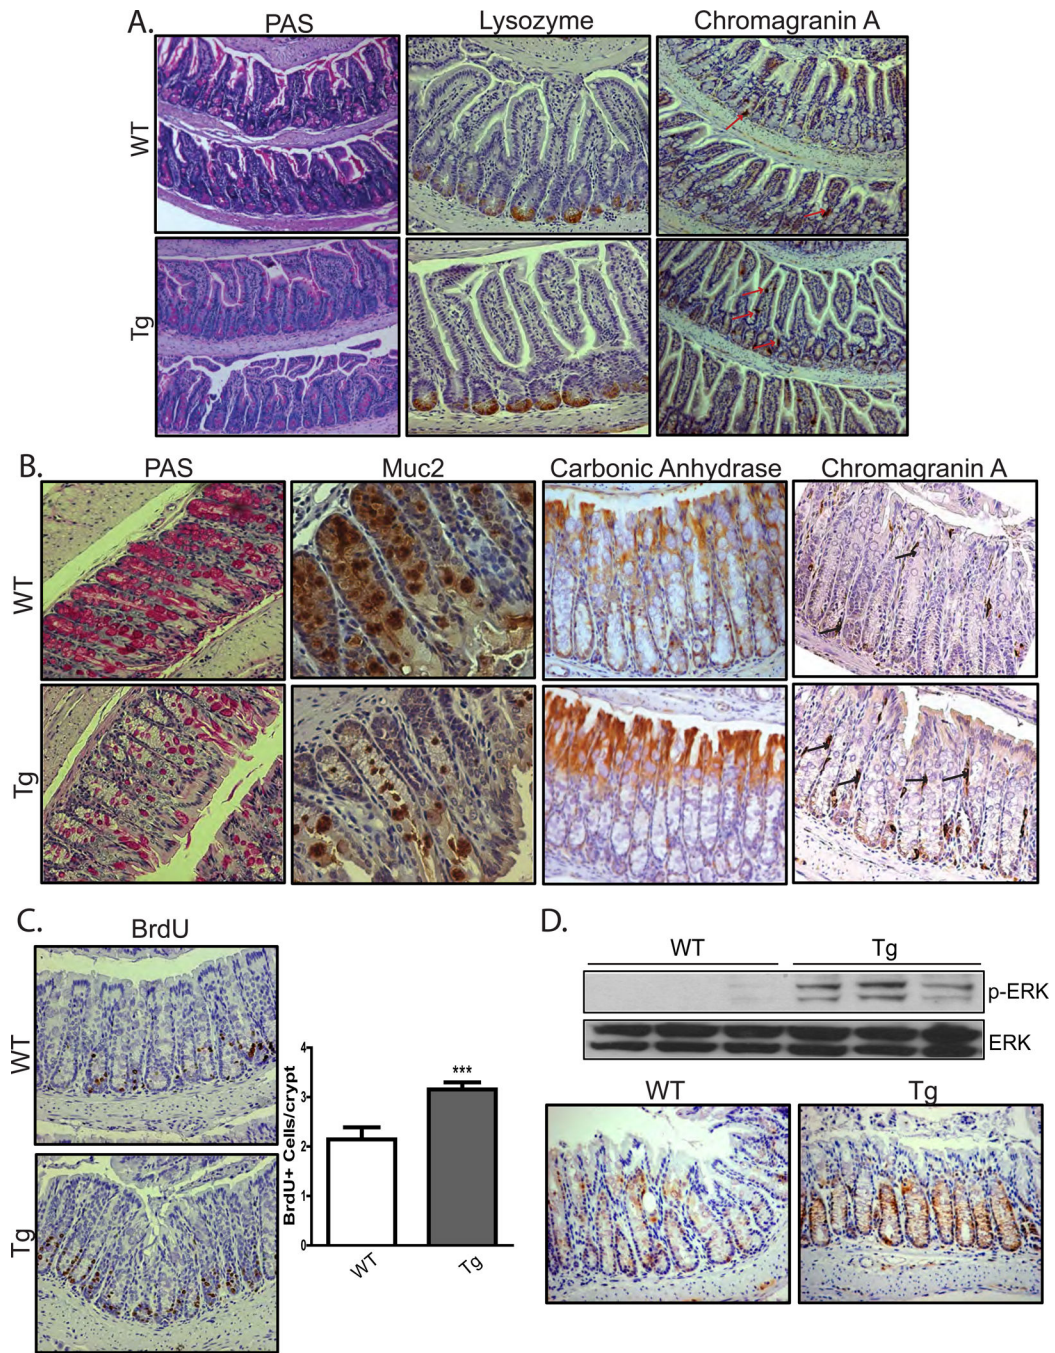 A.
PAS
Lysozyme
Chromagranin A
WT
Tg
B.
PAS
Muc2
Carbonic Anhydrase
Chromagranin A
WT
Tg
C.
BrdU
WT
Tg
BrdU+ Cells/crypt
4
3
2
1
0
***
WT
Tg
D.
WT
Tg
p-ERK
ERK
WT
Tg